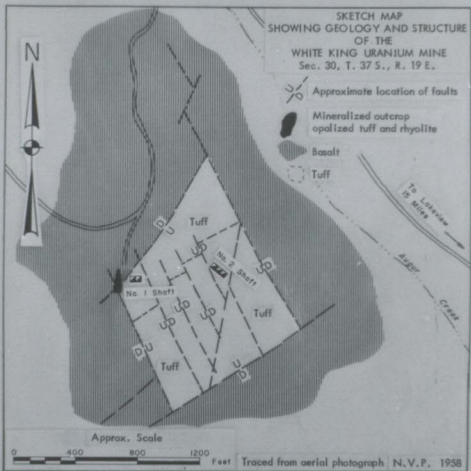 SKETCH MAP
SHOWING GEOLOGY AND STRUCTURE
OF THE
WHITE KING URANIUM MINE
Sec. 30, T. 37 S., R. 19 E.
N
U D Approximate location of faults
Mineralized outcrop
opalized tuff and rhyolite
Basalt
Tuff
To Lakeview
15 Miles
Augur Creek
D U
Tuff
U D
No. 2 Shaft
U D
No. 1 Shaft
U D
U D
U D
Tuff
D U
Tuff
U D
Approx. Scale
0 400 800 1200
Feet
Traced from aerial photograph N.V.P. 1958